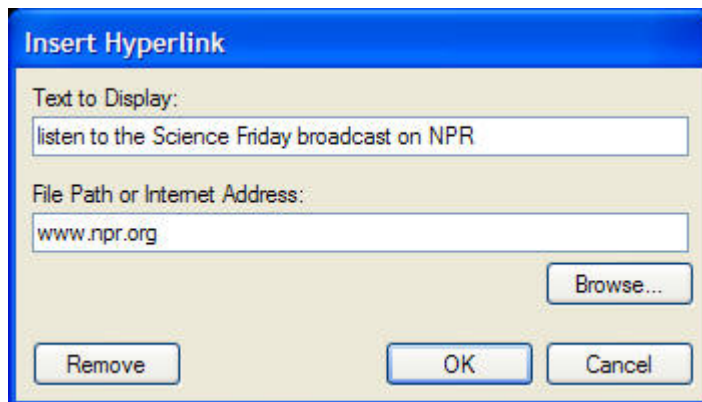 Insert Hyperlink
Text to Display:
listen to the Science Friday broadcast on NPR
File Path or Internet Address:
www.npr.org
Browse...
Remove OK Cancel